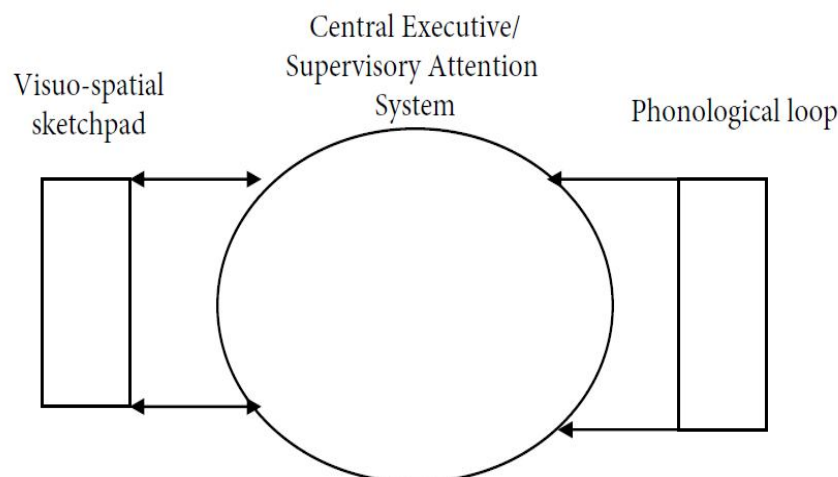 Central Executive/
Supervisory Attention
System
Visuo-spatial
sketchpad
Phonological loop